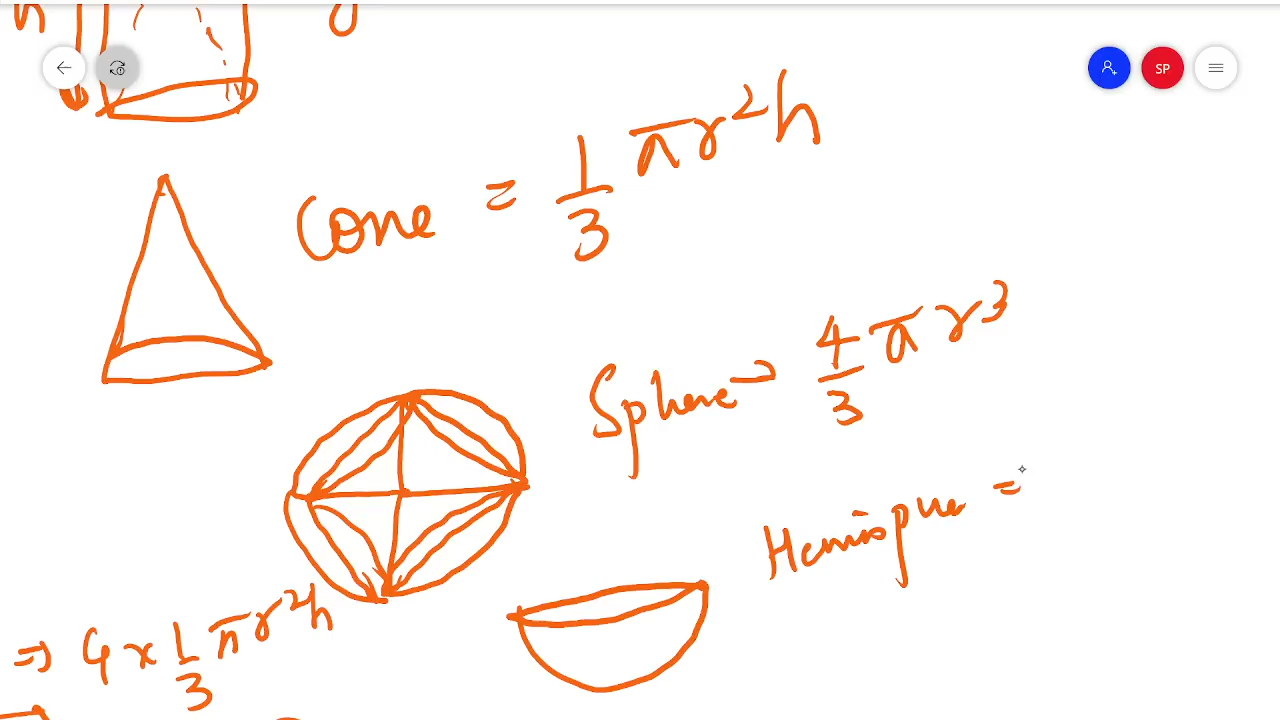 h
SP
Cone = 1/3 πr²h
Sphere = 4/3 πr³
Hemisphere =
⇒ 4 x 1/3 πr²h